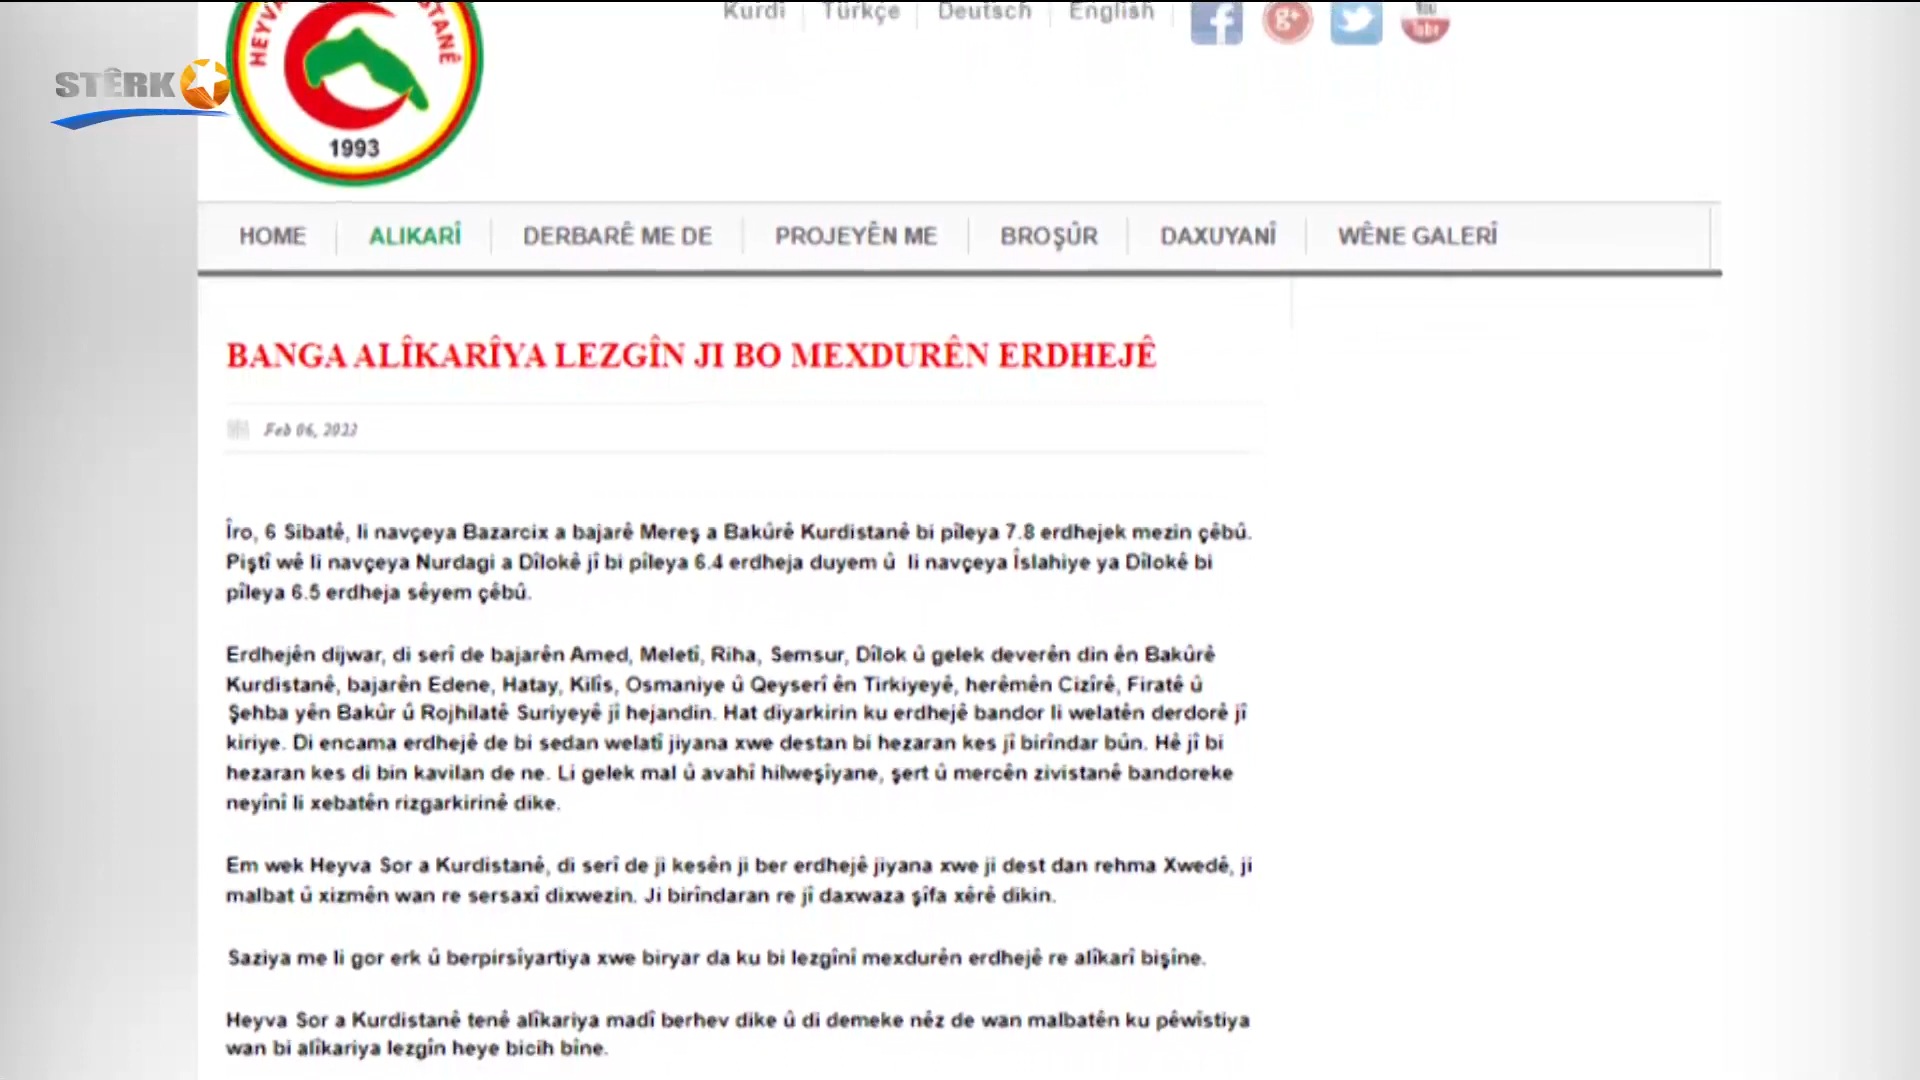 Kurdî Türkçe Deutsch English
STÊRK
1993
HOME ALIKARÎ DERBARÊ ME DE PROJEYÊN ME BROŞÛR DAXUYANÎ WÊNE GALERÎ
BANGA ALÎKARÎYA LEZGÎN JI BO MEXDURÊN ERDHEJÊ
Feb 06, 2023
Îro, 6 Sibatê, li navçeya Bazarcix a bajarê Mereş a Bakûrê Kurdistanê bi pîleya 7.8 erdhejek mezin çêbû.
Piştî wê li navçeya Nurdagi a Dîlokê jî bi pîleya 6.4 erdheja duyem û li navçeya Îslahiye ya Dîlokê bi
pîleya 6.5 erdheja sêyem çêbû.
Erdhejên dijwar, di serî de bajarên Amed, Meletî, Riha, Semsur, Dîlok û gelek deverên din ên Bakûrê
Kurdistanê, bajarên Edene, Hatay, Kilîs, Osmaniye û Qeyserî ên Tirkiyeyê, herêmên Cizîrê, Firatê û
Şehba yên Bakûr û Rojhilatê Suriyeyê jî hejandin. Hat diyarkirin ku erdhejê bandor li welatên derdorê jî
kiriye. Di encama erdhejê de bi sedan welatî jiyana xwe destan bi hezaran kes jî birîndar bûn. Hê jî bi
hezaran kes di bin kavilan de ne. Li gelek mal û avahî hilweşîyane, şert û mercên zivistanê bandoreke
neyînî li xebatên rizgarkirinê dike.
Em wek Heyva Sor a Kurdistanê, di serî de ji kesên ji ber erdhejê jiyana xwe ji dest dan rehma Xwedê, ji
malbat û xizmên wan re sersaxî dixwezin. Ji birîndaran re jî daxwaza şîfa xêrê dikin.
Saziya me li gor erk û berpirsîyartiya xwe biryar da ku bi lezgînî mexdurên erdhejê re alîkarî bişîne.
Heyva Sor a Kurdistanê tenê alîkariya madî berhev dike û di demeke nêz de wan malbatên ku pêwîstiya
wan bi alîkariya lezgîn heye bicih bîne.